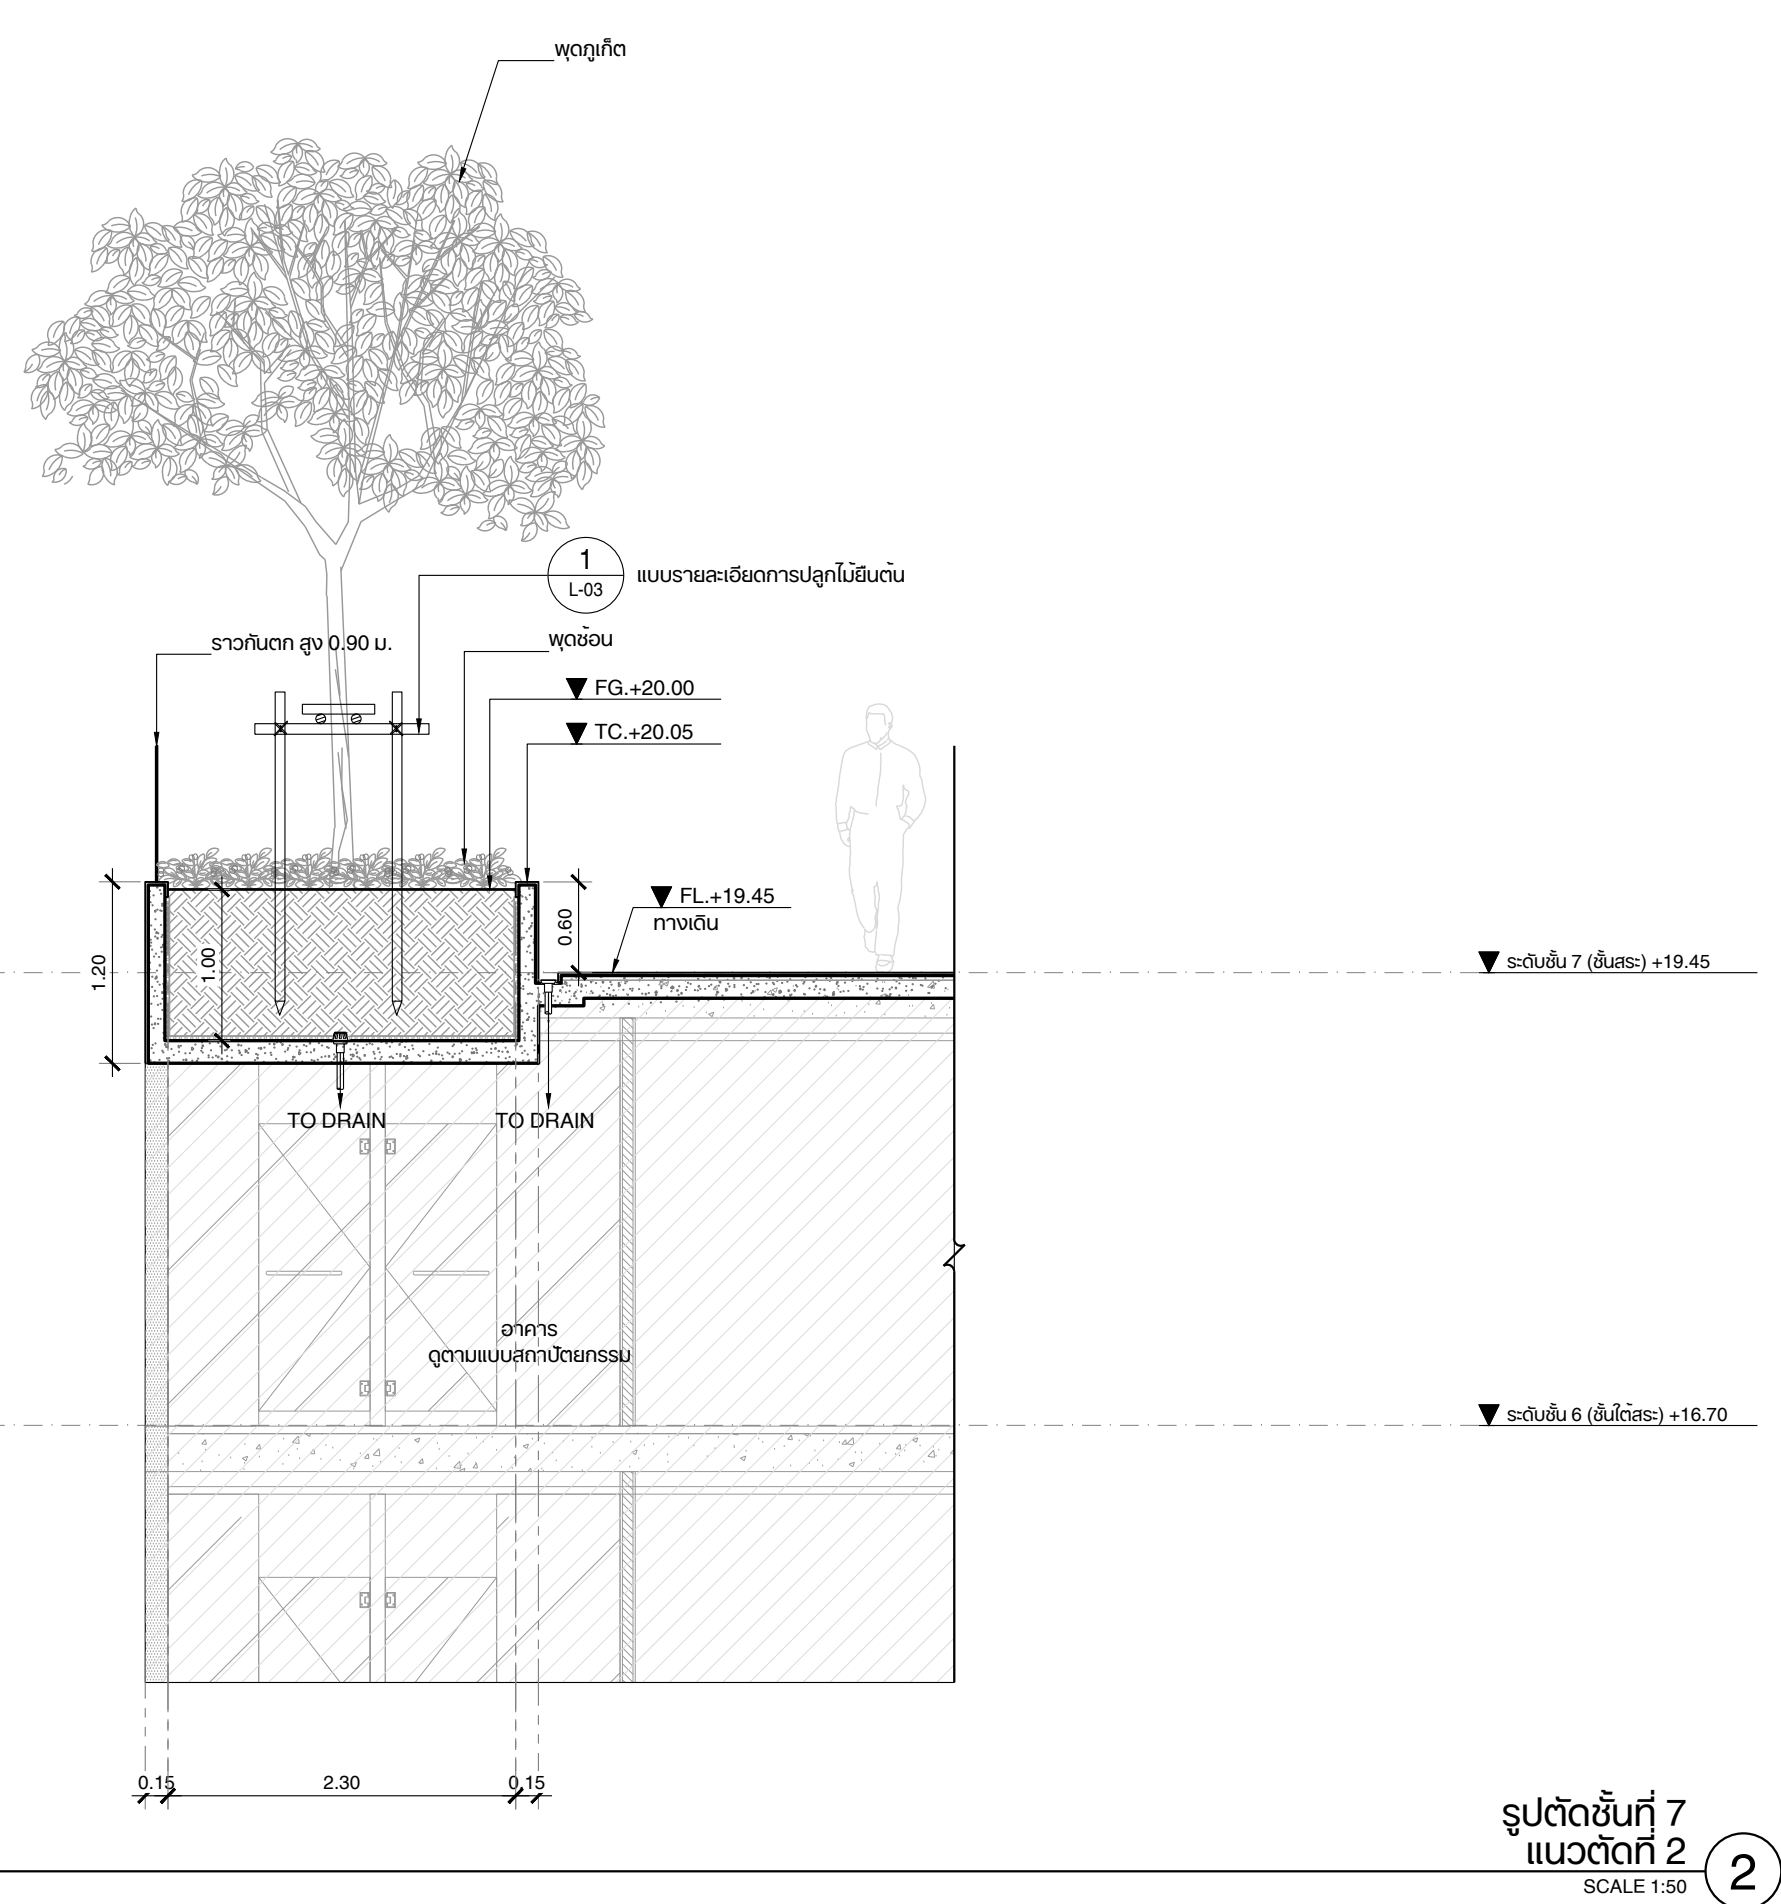 พุดภูเก็ต
1
L-03
แบบรายละเอียดการปลูกไม้ยืนต้น
ราวกันตก สูง 0.90 ม.
พุดซ้อน
FG.+20.00
TC.+20.05
FL.+19.45
ทางเดิน
0.60
1.20
1.00
ระดับชั้น 7 (ชั้นสระ) +19.45
TO DRAIN
TO DRAIN
อาคาร
ดูตามแบบสถาปัตยกรรม
ระดับชั้น 6 (ชั้นใต้สระ) +16.70
0.15
2.30
0.15
รูปตัดชั้นที่ 7
แนวตัดที่ 2
2
SCALE 1:50